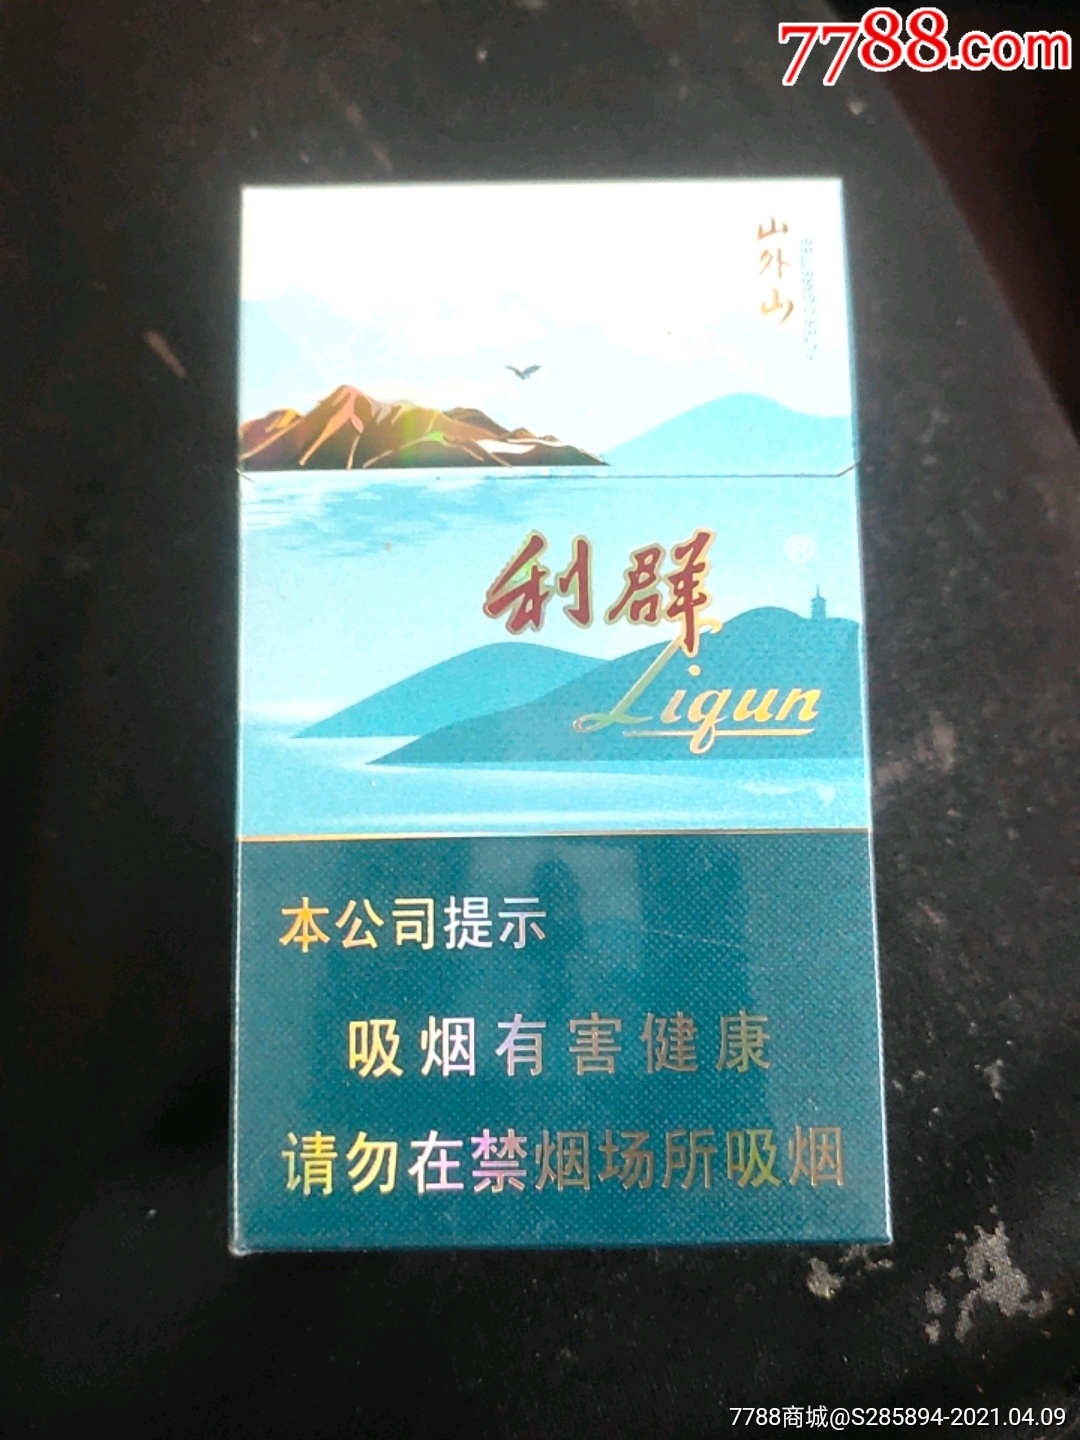 7788.com
山外山
利群
®
Liqun
本公司提示
吸烟有害健康
请勿在禁烟场所吸烟
7788商城@S285894-2021.04.09